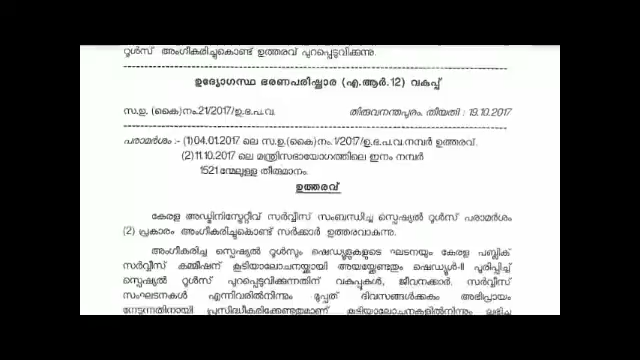 റൂൾസ് അംഗീകരിച്ചുകൊണ്ട് ഉത്തരവ് പുറപ്പെടുവിക്കുന്നു.
ഉദ്യോഗസ്ഥ ഭരണപരിഷ്കാര (എ.ആർ.12) വകുപ്പ്
സ.ഉ. (കൈ)നം.21/2017/ഉ.ഭ.പ.വ. തിരുവനന്തപുരം, തീയതി : 19.10.2017
പരാമർശം :- (1)04.01.2017 ലെ സ.ഉ.(കൈ)നം.1/2017/ഉ.ഭ.പ.വ.നമ്പർ ഉത്തരവ്.
(2)11.10.2017 ലെ മന്ത്രിസഭായോഗത്തിലെ ഇനം നമ്പർ
1521 ന്മേലുള്ള തീരുമാനം.
ഉത്തരവ്
കേരള അഡ്മിനിസ്ട്രേറ്റീവ് സർവ്വീസ് സംബന്ധിച്ച സ്പെഷ്യൽ റൂൾസ് പരാമർശം
(2) പ്രകാരം അംഗീകരിച്ചുകൊണ്ട് സർക്കാർ ഉത്തരവാകുന്നു.
അംഗീകരിച്ച സ്പെഷ്യൽ റൂൾസും ഷെഡ്യൂളുകളുടെ ഘടനയും കേരള പബ്ലിക്
സർവ്വീസ് കമ്മീഷന് കൂടിയാലോചനയ്ക്കായി അയയ്ക്കേണ്ടതും ഷെഡ്യൂൾ-II പൂരിപ്പിച്ച്
സ്പെഷ്യൽ റൂൾസ് പുറപ്പെടുവിക്കുന്നതിന് വകുപ്പുകൾ, ജീവനക്കാർ, സർവ്വീസ്
സംഘടനകൾ എന്നിവരിൽനിന്നും മുപ്പത് ദിവസങ്ങൾക്കകം അഭിപ്രായം
നേടുന്നതിനായി പ്രസിദ്ധീകരിക്കേണ്ടതുമാണ്. കൂടിയാലോചനകളിൽനിന്നും ലഭിച്ച